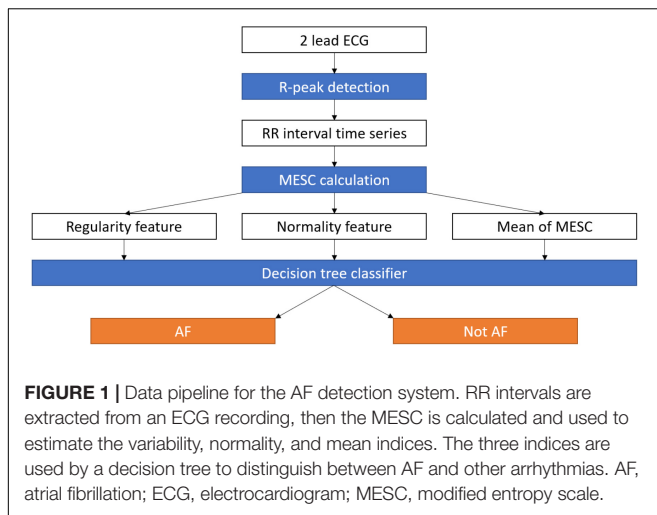 2 lead ECG
R-peak detection
RR interval time series
MESC calculation
Regularity feature
Normality feature
Mean of MESC
Decision tree classifier
AF
Not AF
FIGURE 1 | Data pipeline for the AF detection system. RR intervals are
extracted from an ECG recording, then the MESC is calculated and used to
estimate the variability, normality, and mean indices. The three indices are
used by a decision tree to distinguish between AF and other arrhythmias. AF,
atrial fibrillation; ECG, electrocardiogram; MESC, modified entropy scale.